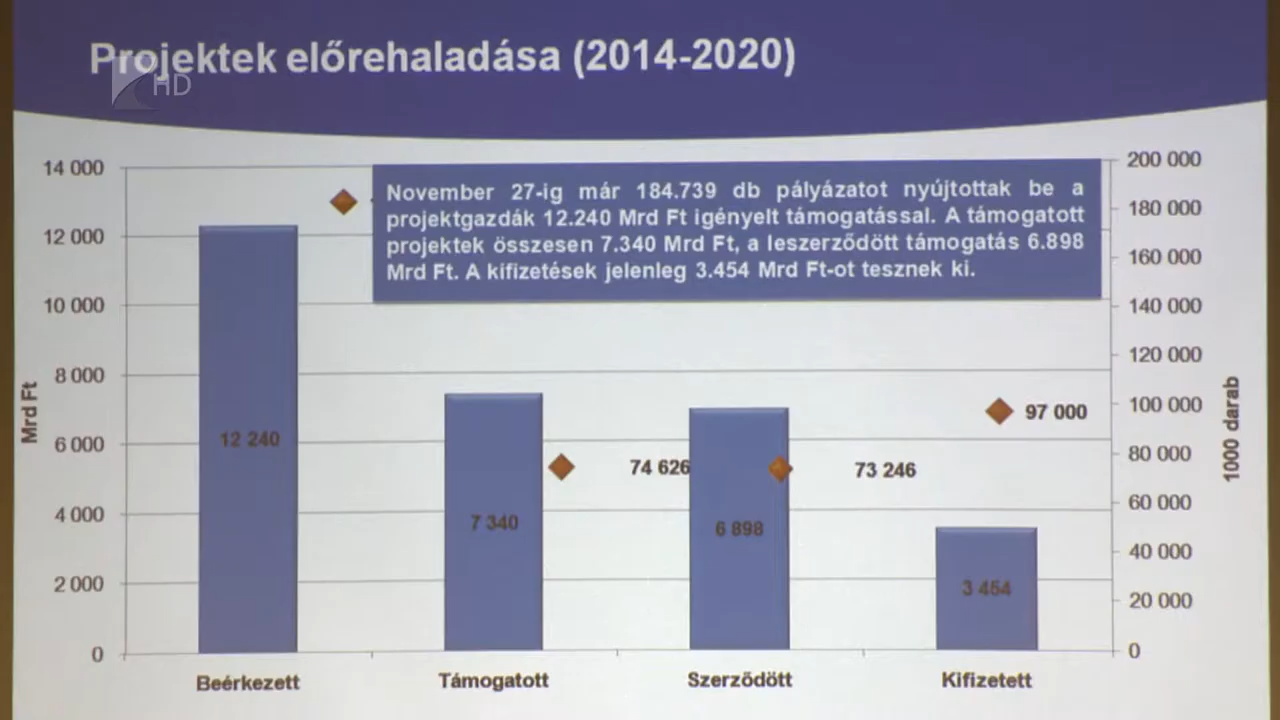 Projektek előrehaladása (2014-2020)
HD
November 27-ig már 184.739 db pályázatot nyújtottak be a
projektgazdák 12.240 Mrd Ft igényelt támogatással. A támogatott
projektek összesen 7.340 Mrd Ft, a leszerződött támogatás 6.898
Mrd Ft. A kifizetések jelenleg 3.454 Mrd Ft-ot tesznek ki.
14 000
12 000
10 000
8 000
6 000
4 000
2 000
0
Mrd Ft
200 000
180 000
160 000
140 000
120 000
100 000
80 000
60 000
40 000
20 000
0
1000 darab
12 240
7 340
6 898
3 454
74 626
73 246
97 000
Beérkezett
Támogatott
Szerződött
Kifizetett